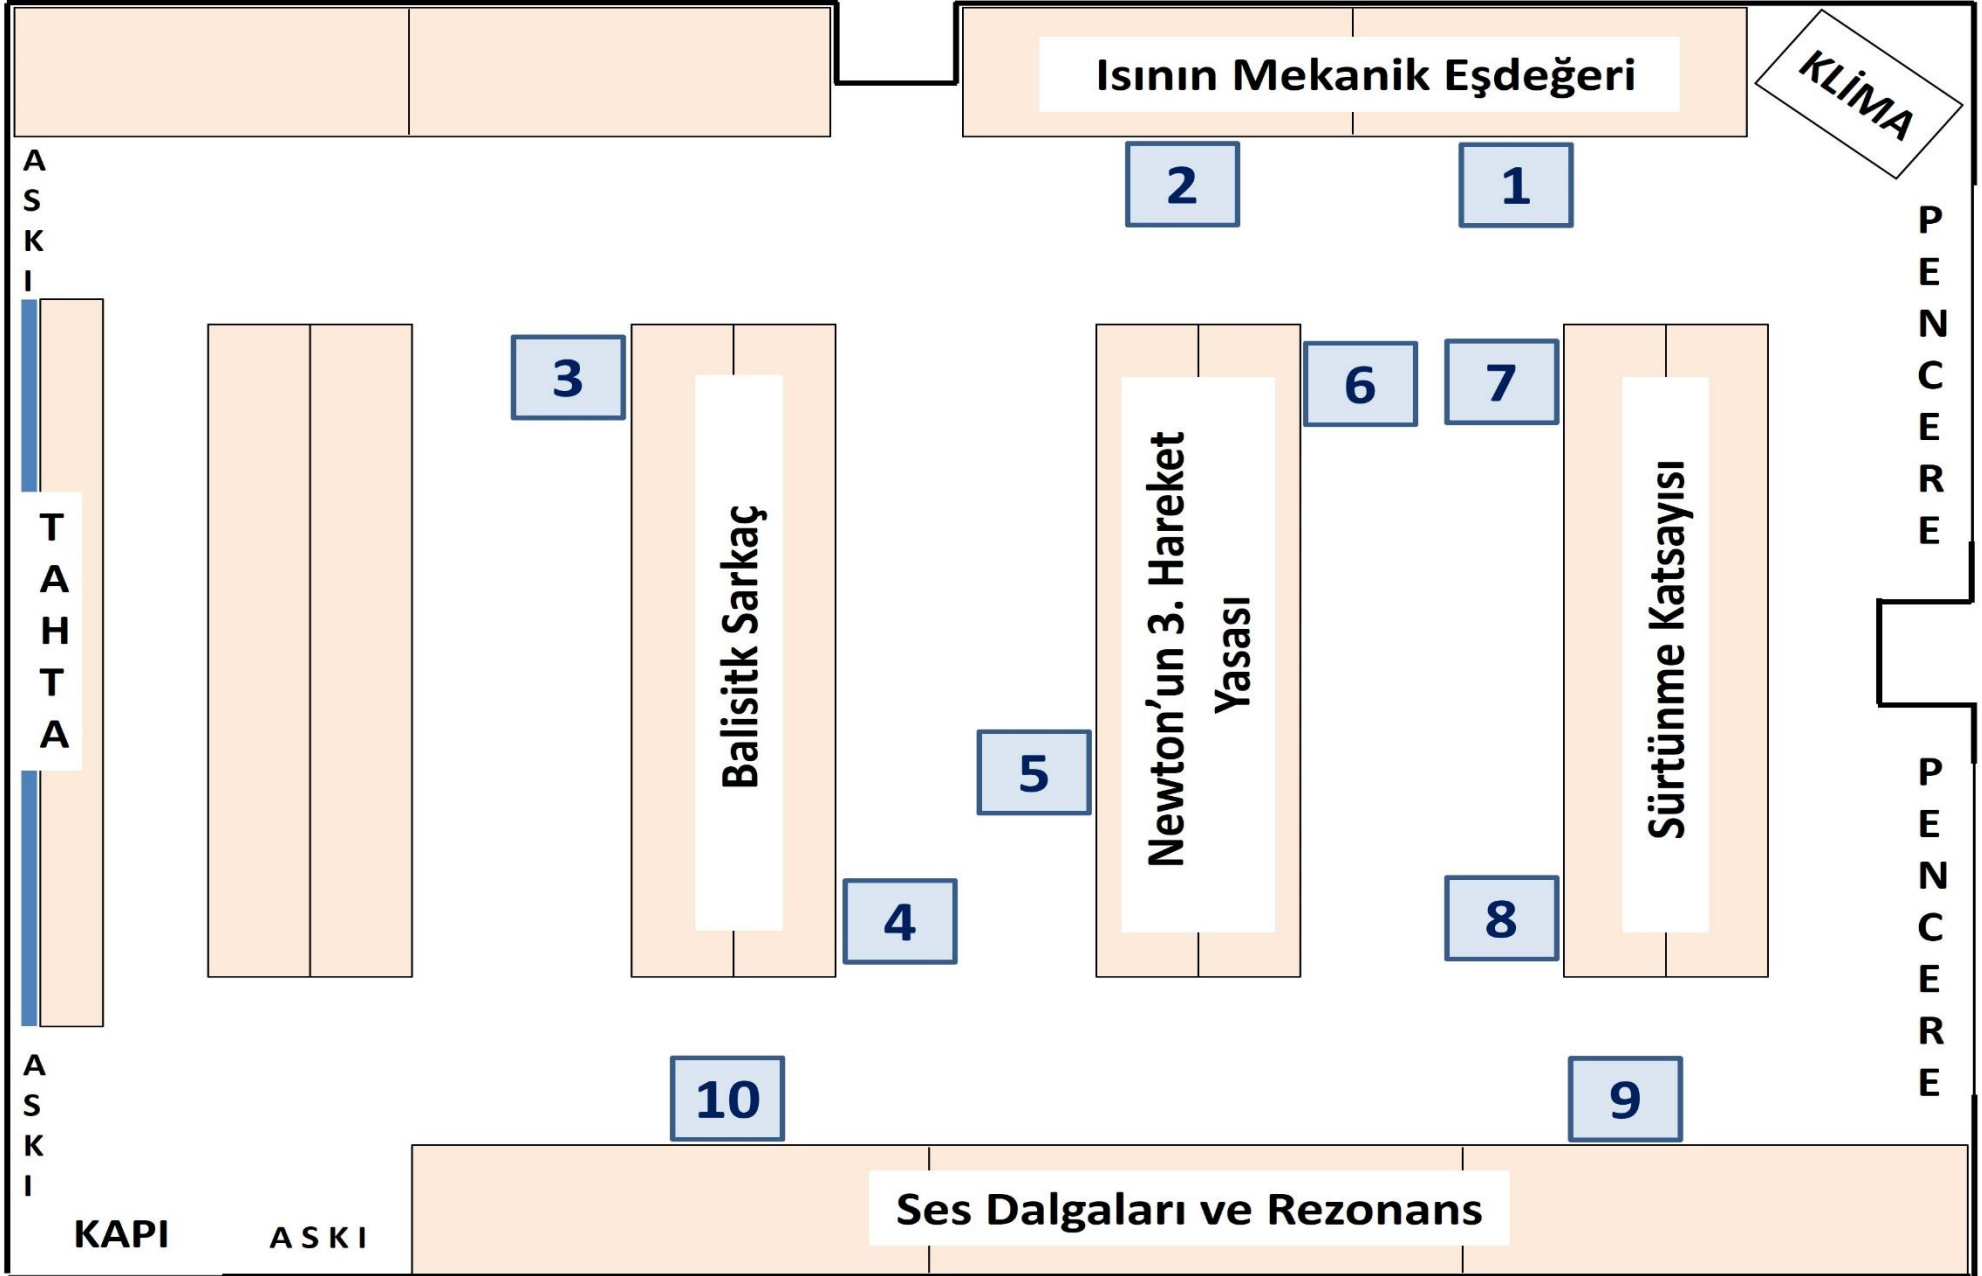 Isının Mekanik Eşdeğeri
KLİMA
ASKI
2
1
PENCERE
3
6
7
TAHTA
Balisitk Sarkaç
Newton’un 3. Hareket
Yasası
Sürtünme Katsayısı
5
4
8
PENCERE
ASKI
10
9
Ses Dalgaları ve Rezonans
KAPI
ASKI